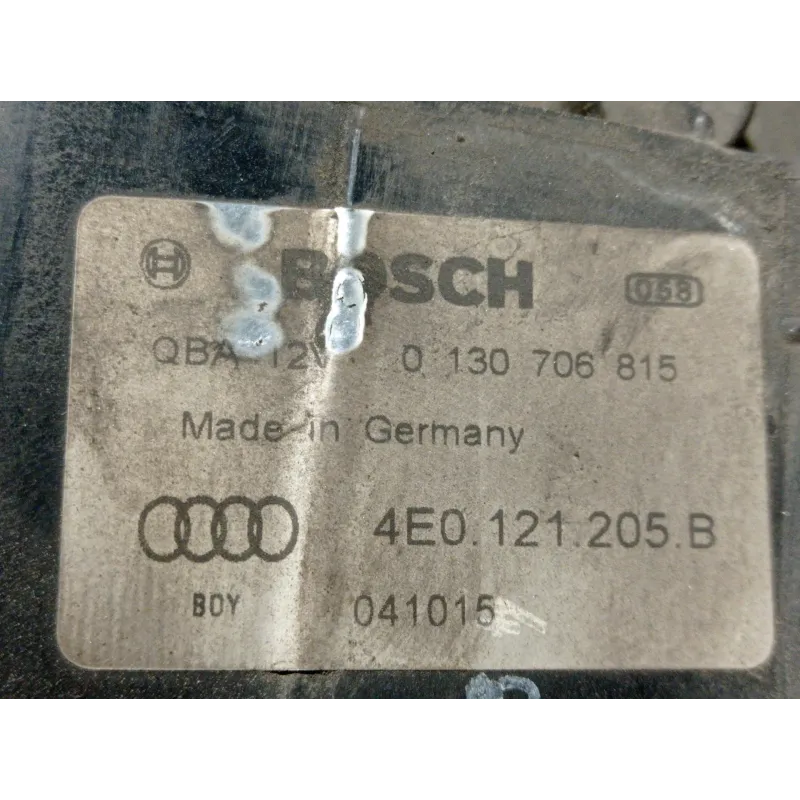 BOSCH 058
QBA 12V 0 130 706 815
Made in Germany
4E0.121.205.B
BDY 041015